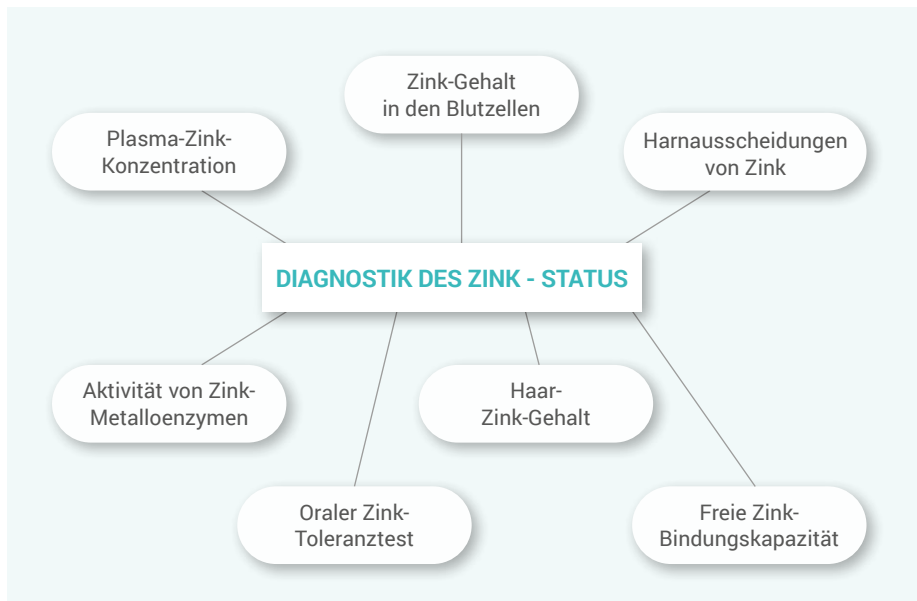 Zink-Gehalt
in den Blutzellen
Plasma-Zink-
Konzentration
Harnausscheidungen
von Zink
DIAGNOSTIK DES ZINK - STATUS
Aktivität von Zink-
Metalloenzymen
Haar-
Zink-Gehalt
Oraler Zink-
Toleranztest
Freie Zink-
Bindungskapazität